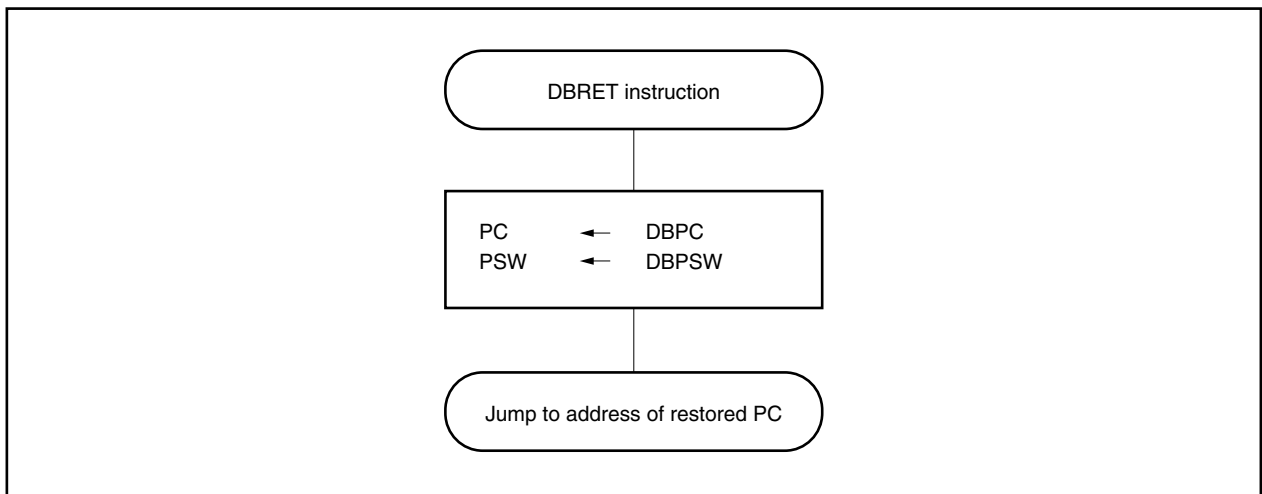 DBRET instruction
PC ← DBPC
PSW ← DBPSW
Jump to address of restored PC